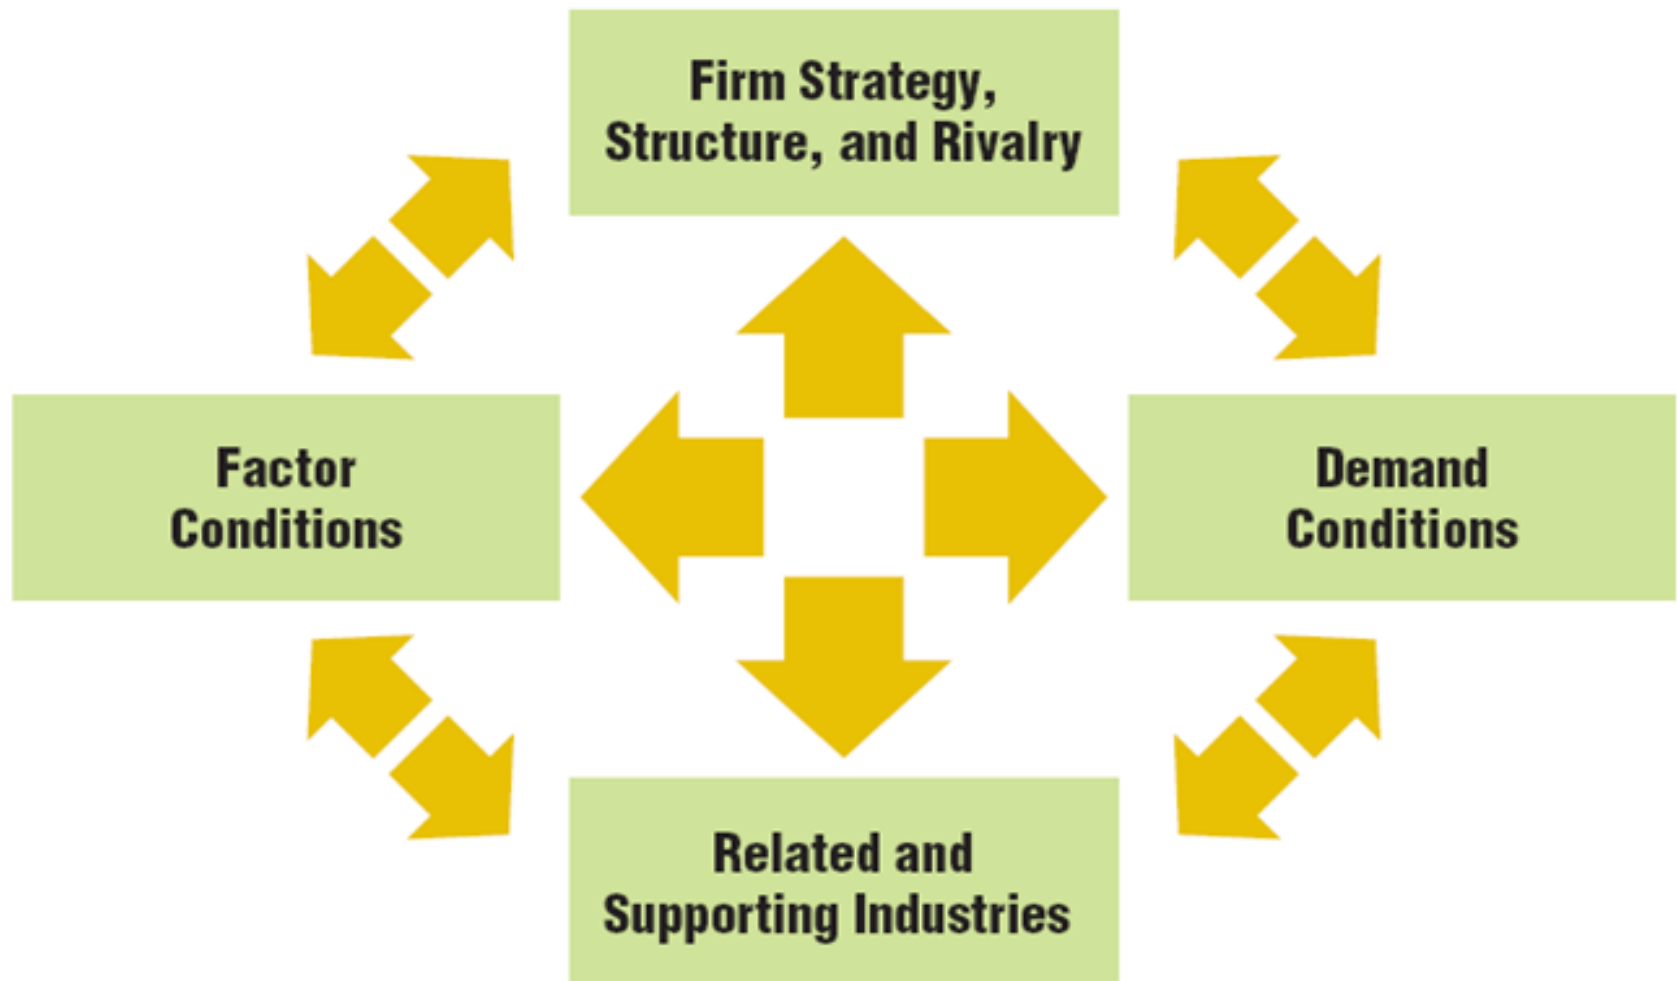 Firm Strategy,
Structure, and Rivalry
Factor
Conditions
Demand
Conditions
Related and
Supporting Industries